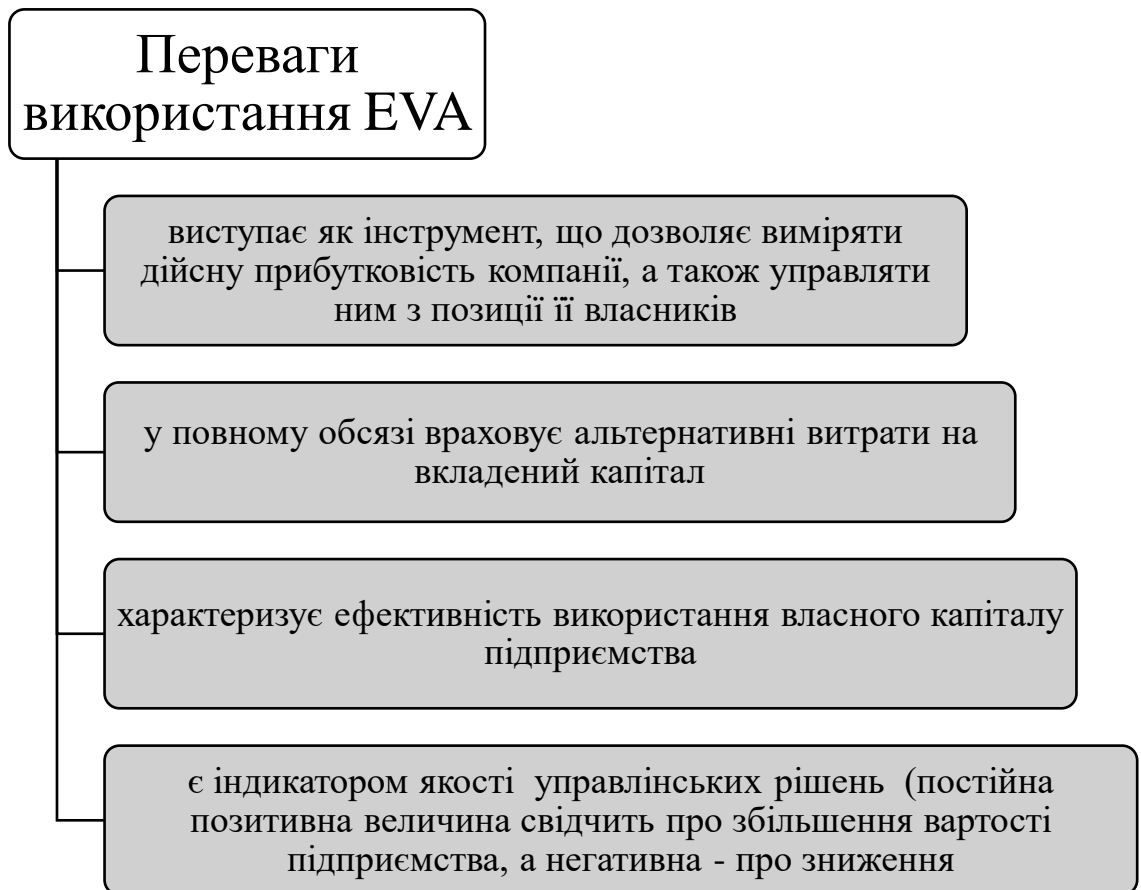 Переваги
використання EVA
виступає як інструмент, що дозволяє виміряти
дійсну прибутковість компанії, а також управляти
ним з позиції її власників
у повному обсязі враховує альтернативні витрати на
вкладений капітал
характеризує ефективність використання власного капіталу
підприємства
є індикатором якості  управлінських рішень  (постійна
позитивна величина свідчить про збільшення вартості
підприємства, а негативна - про зниження